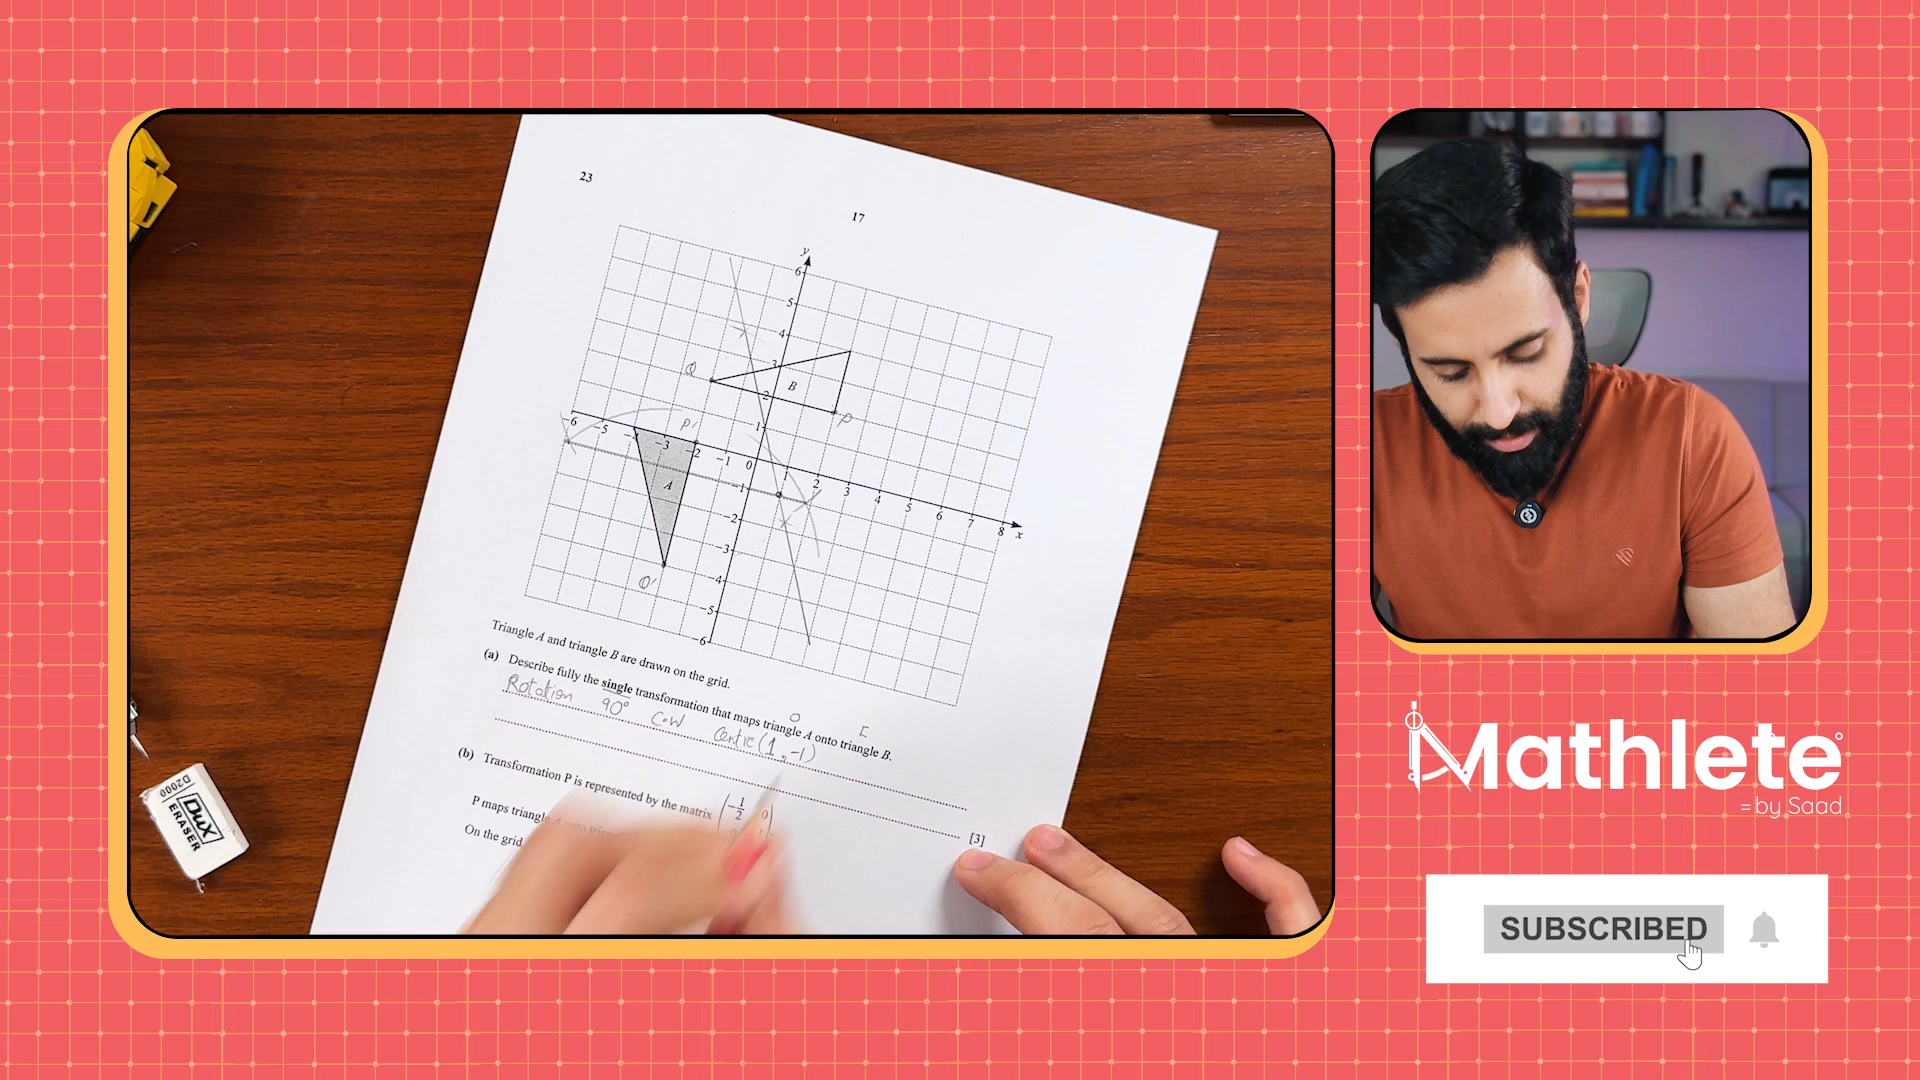 23
17
y
6
5
4
3
2
1
Q
B
P
-6
-5
-4
-3
-2
-1
0
1
2
3
4
5
6
7
8
x
P'
A
Q'
-1
-2
-3
-4
-5
-6
Triangle A and triangle B are drawn on the grid.
(a) Describe fully the single transformation that maps triangle A onto triangle B.
O
Rotation 90° C.W Centre (1, -1)
[3]
(b) Transformation P is represented by the matrix
-1/2 0
P maps triangle
On the grid
DUX
ERASER
D2000
Mathlete
= by Saad
SUBSCRIBED